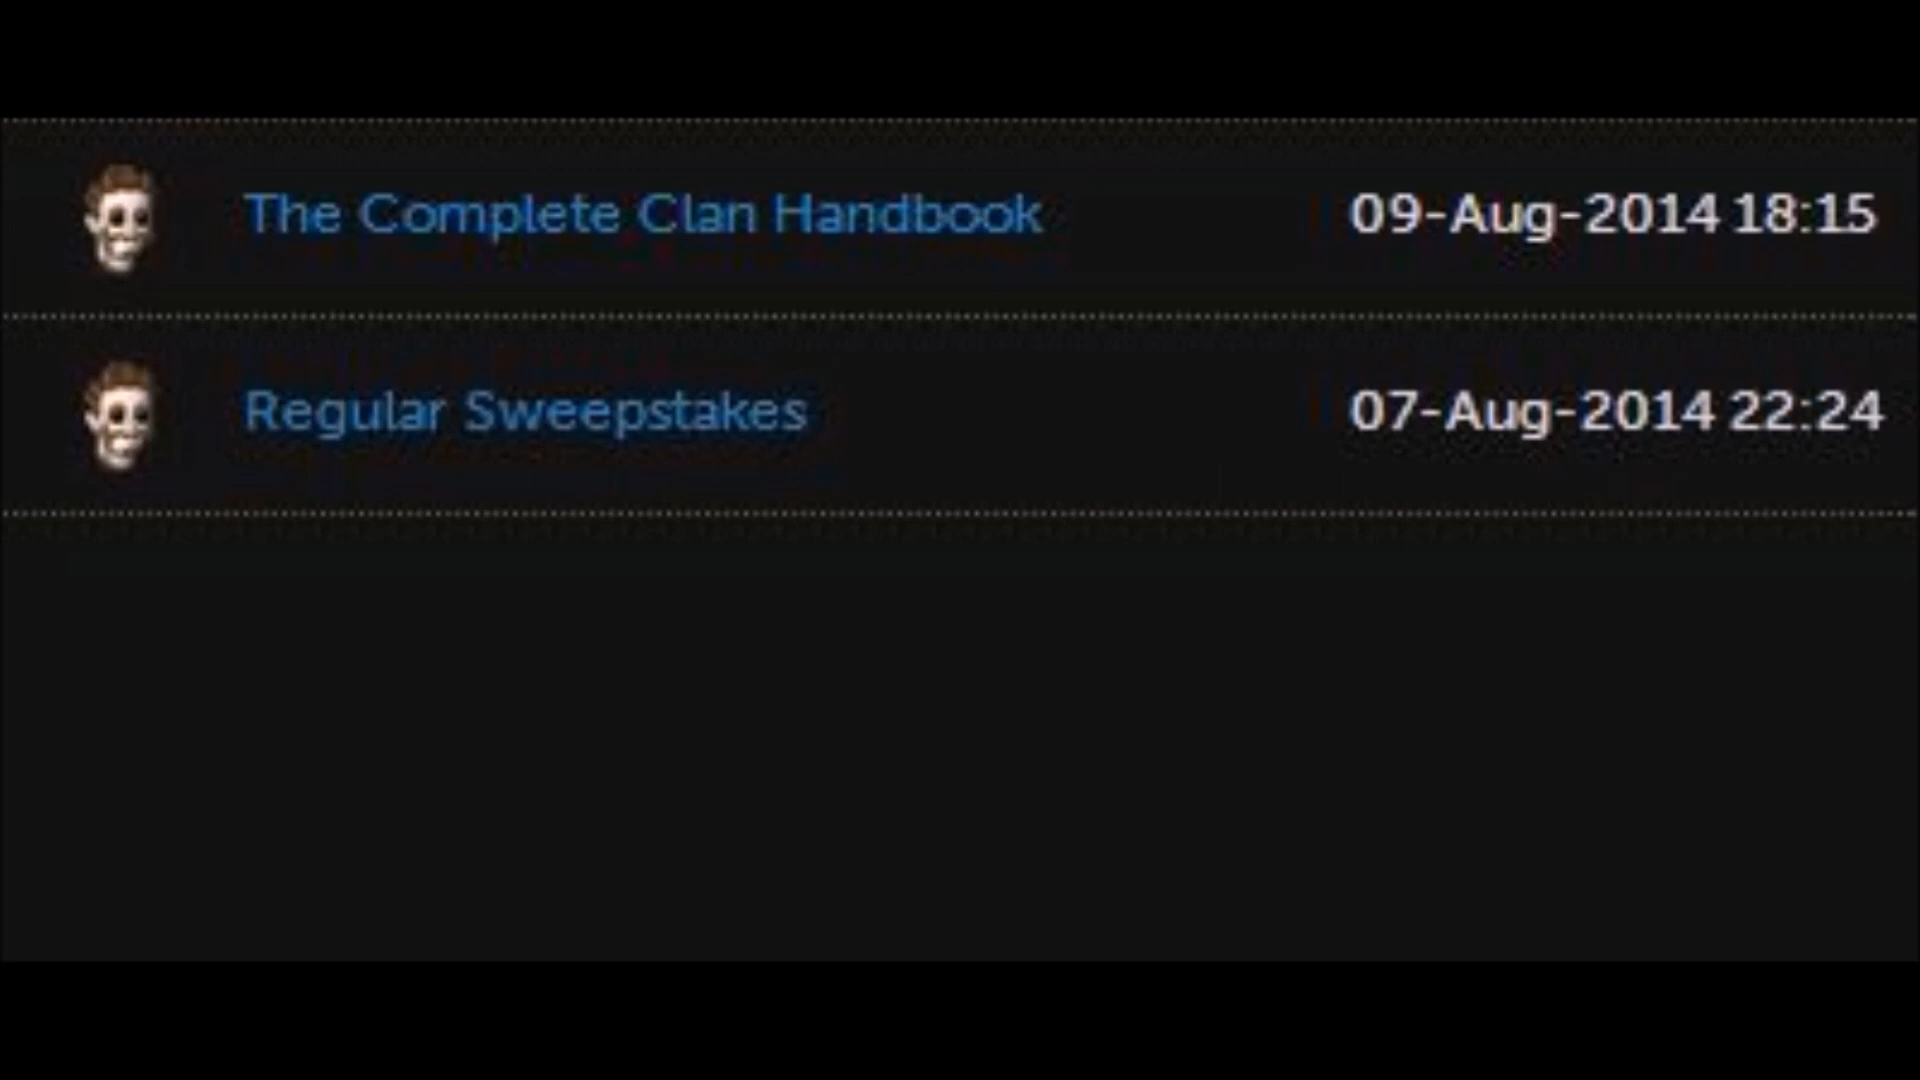 The Complete Clan Handbook 09-Aug-2014 18:15
Regular Sweepstakes 07-Aug-2014 22:24